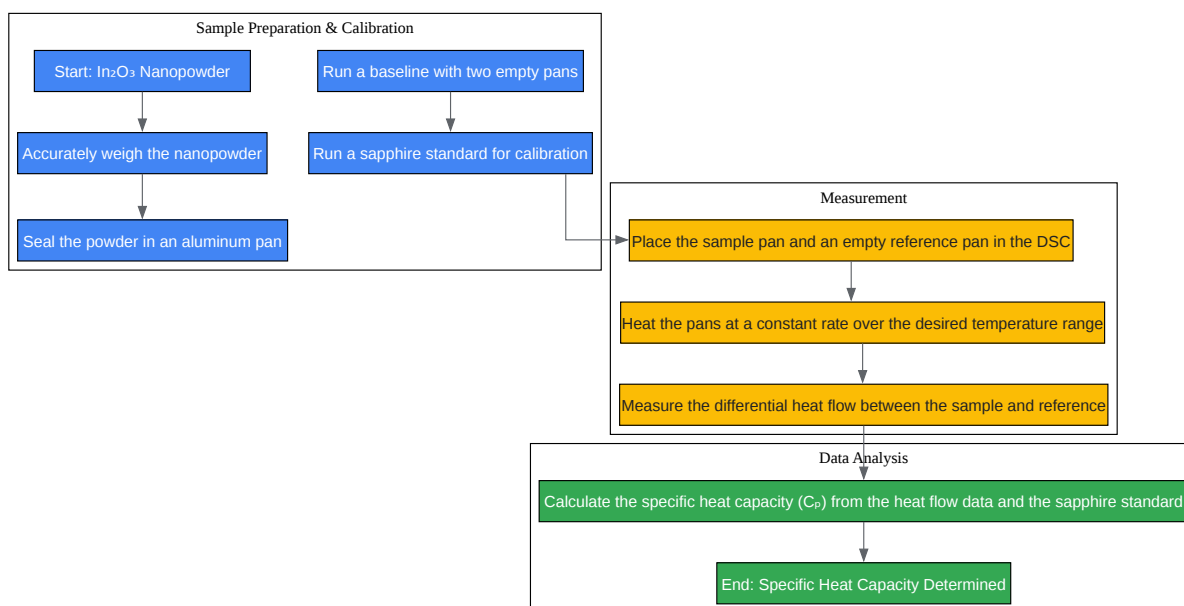 Sample Preparation & Calibration
Start: In₂O₃ Nanopowder
Run a baseline with two empty pans
Accurately weigh the nanopowder
Run a sapphire standard for calibration
Seal the powder in an aluminum pan
Measurement
Place the sample pan and an empty reference pan in the DSC
Heat the pans at a constant rate over the desired temperature range
Measure the differential heat flow between the sample and reference
Data Analysis
Calculate the specific heat capacity (Cₚ) from the heat flow data and the sapphire standard
End: Specific Heat Capacity Determined